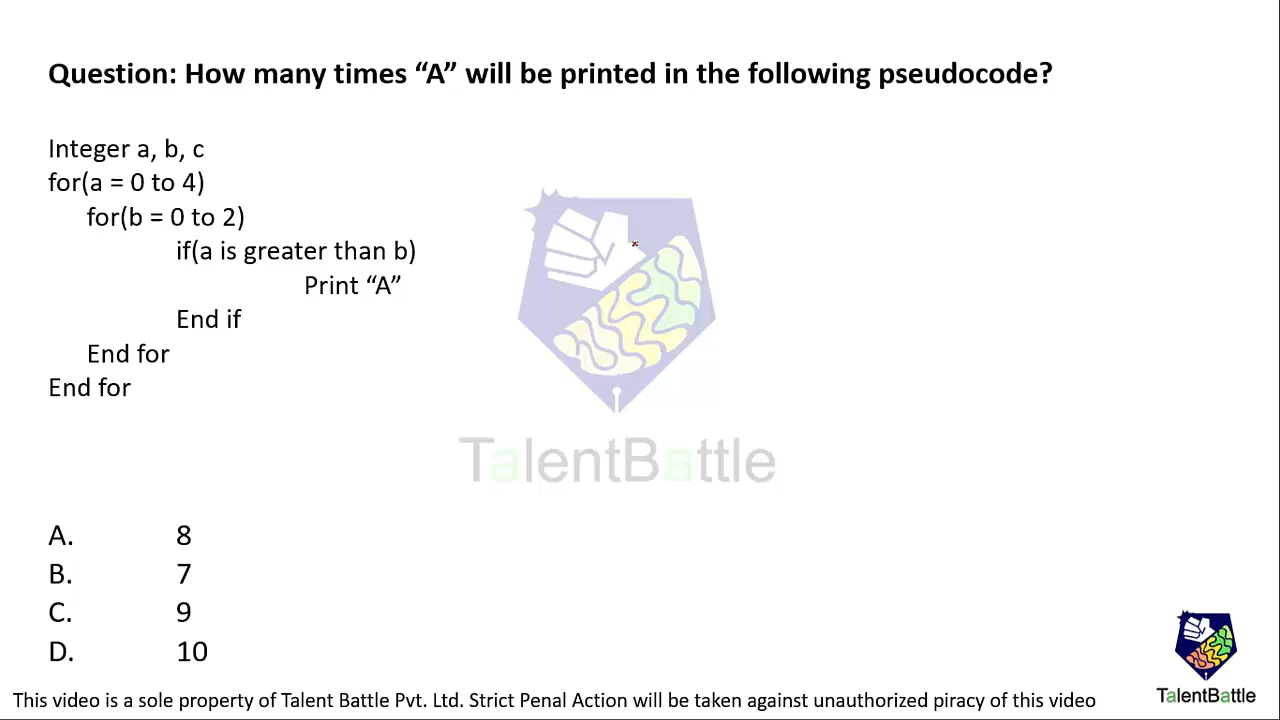 Question: How many times “A” will be printed in the following pseudocode?
Integer a, b, c
for(a = 0 to 4)
for(b = 0 to 2)
if(a is greater than b)
Print “A”
End if
End for
End for
TalentBattle
A. 8
B. 7
C. 9
D. 10
TalentBattle
This video is a sole property of Talent Battle Pvt. Ltd. Strict Penal Action will be taken against unauthorized piracy of this video